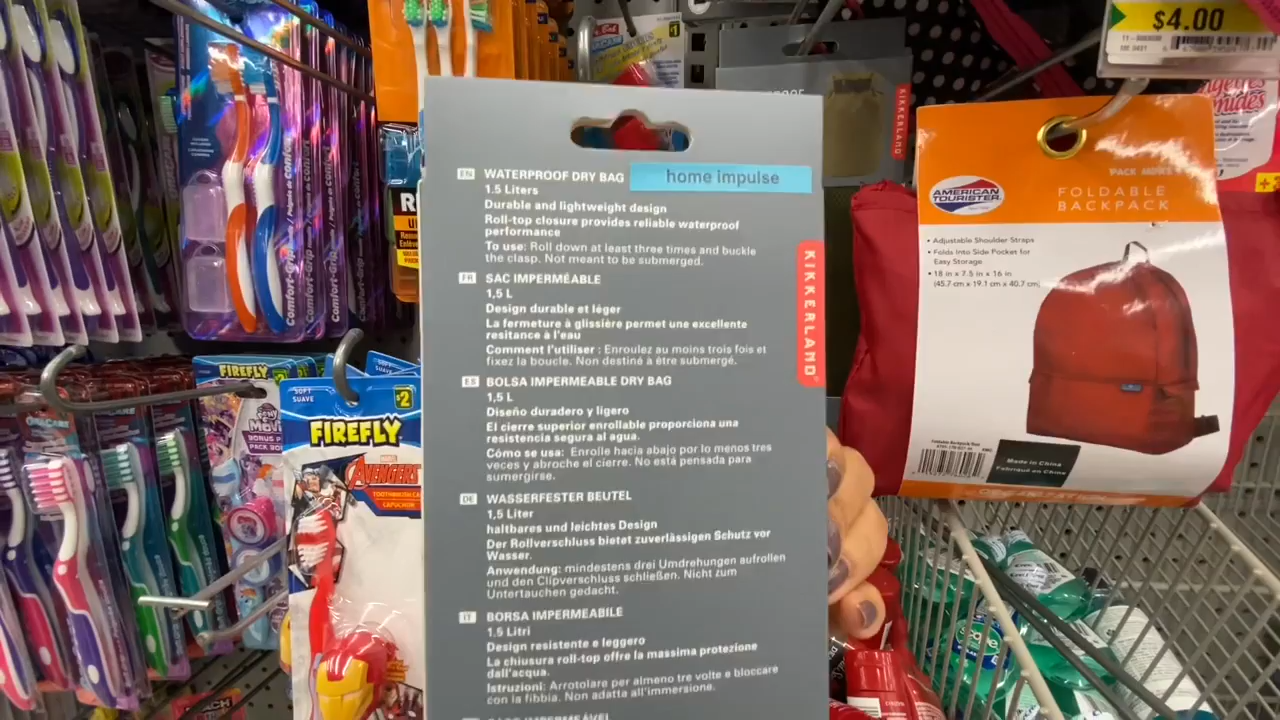 EN WATERPROOF DRY BAG
home impulse
1.5 Liters
Durable and lightweight design
Roll-top closure provides reliable waterproof
performance
To use: Roll down at least three times and buckle
the clasp. Not meant to be submerged.
FR SAC IMPERMÉABLE
1,5 L
Design durable et léger
La fermeture à glissière permet une excellente
resitance à l'eau
Comment l'utiliser : Enroulez au moins trois fois et
fixez la boucle. Non destiné à être submergé.
ES BOLSA IMPERMEABLE DRY BAG
1,5 L
Diseño duradero y ligero
El cierre superior enrollable proporciona una
resistencia segura al agua.
Cómo se usa: Enrolle hacia abajo por lo menos tres
veces y abroche el cierre. No está pensada para
sumergirse.
DE WASSERFESTER BEUTEL
1,5 Liter
haltbares und leichtes Design
Der Rollverschluss bietet zuverlässigen Schutz vor
Wasser.
Anwendung: mindestens drei Umdrehungen aufrollen
und den Clipverschluss schließen. Nicht zum
Untertauchen gedacht.
IT BORSA IMPERMEABILE
1.5 Litri
Design resistente e leggero
La chiusura roll-top offre la massima protezione
dall'acqua.
Istruzioni: Arrotolare per almeno tre volte e bloccare
con la fibbia. Non adatta all'immersione.
KIKKERLAND
KIKKERLAND
$4.00
AMERICAN
TOURISTER
FOLDABLE
BACKPACK
• Adjustable Shoulder Straps
• Folds Into Side Pocket for
Easy Storage
• 18 in x 7.5 in x 16 in
(45.7 cm x 19.1 cm x 40.7 cm)
Made in China
Fabriqué en Chine
Comfort-Grip
FIREFLY
SOFT
SUAVE
$2
FIREFLY
MARVEL
AVENGERS
TOOTHBRUSH
CAPUCHON